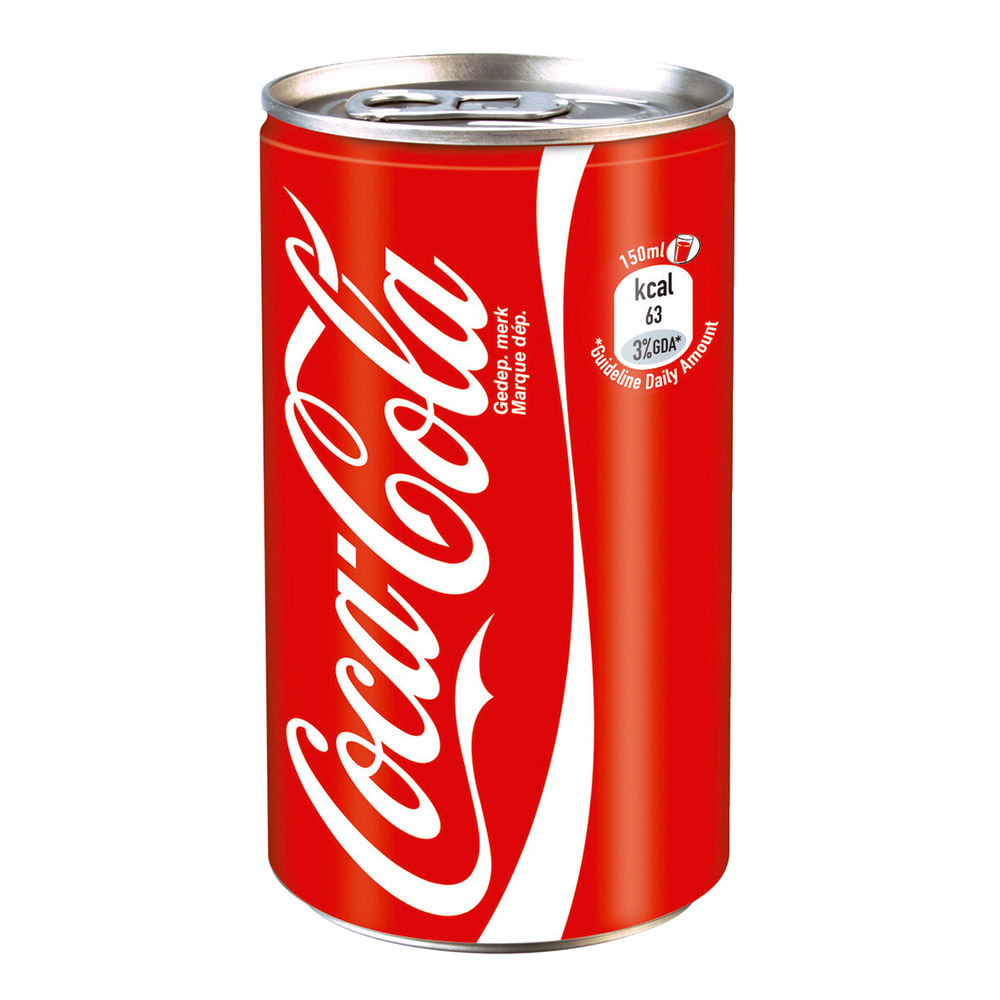 Coca-Cola
Gedep. merk
Marque dép.
150ml
kcal
63
3%GDA*
*Guideline Daily Amount